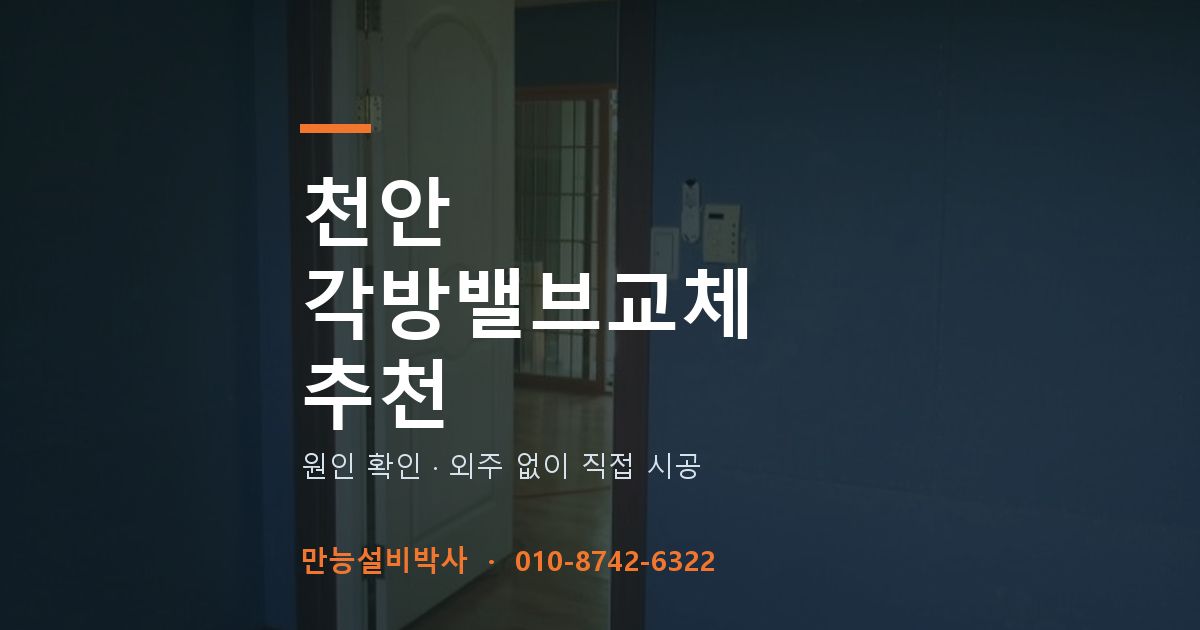 천안
각방밸브교체
추천
원인 확인 · 외주 없이 직접 시공
만능설비박사 · 010-8742-6322